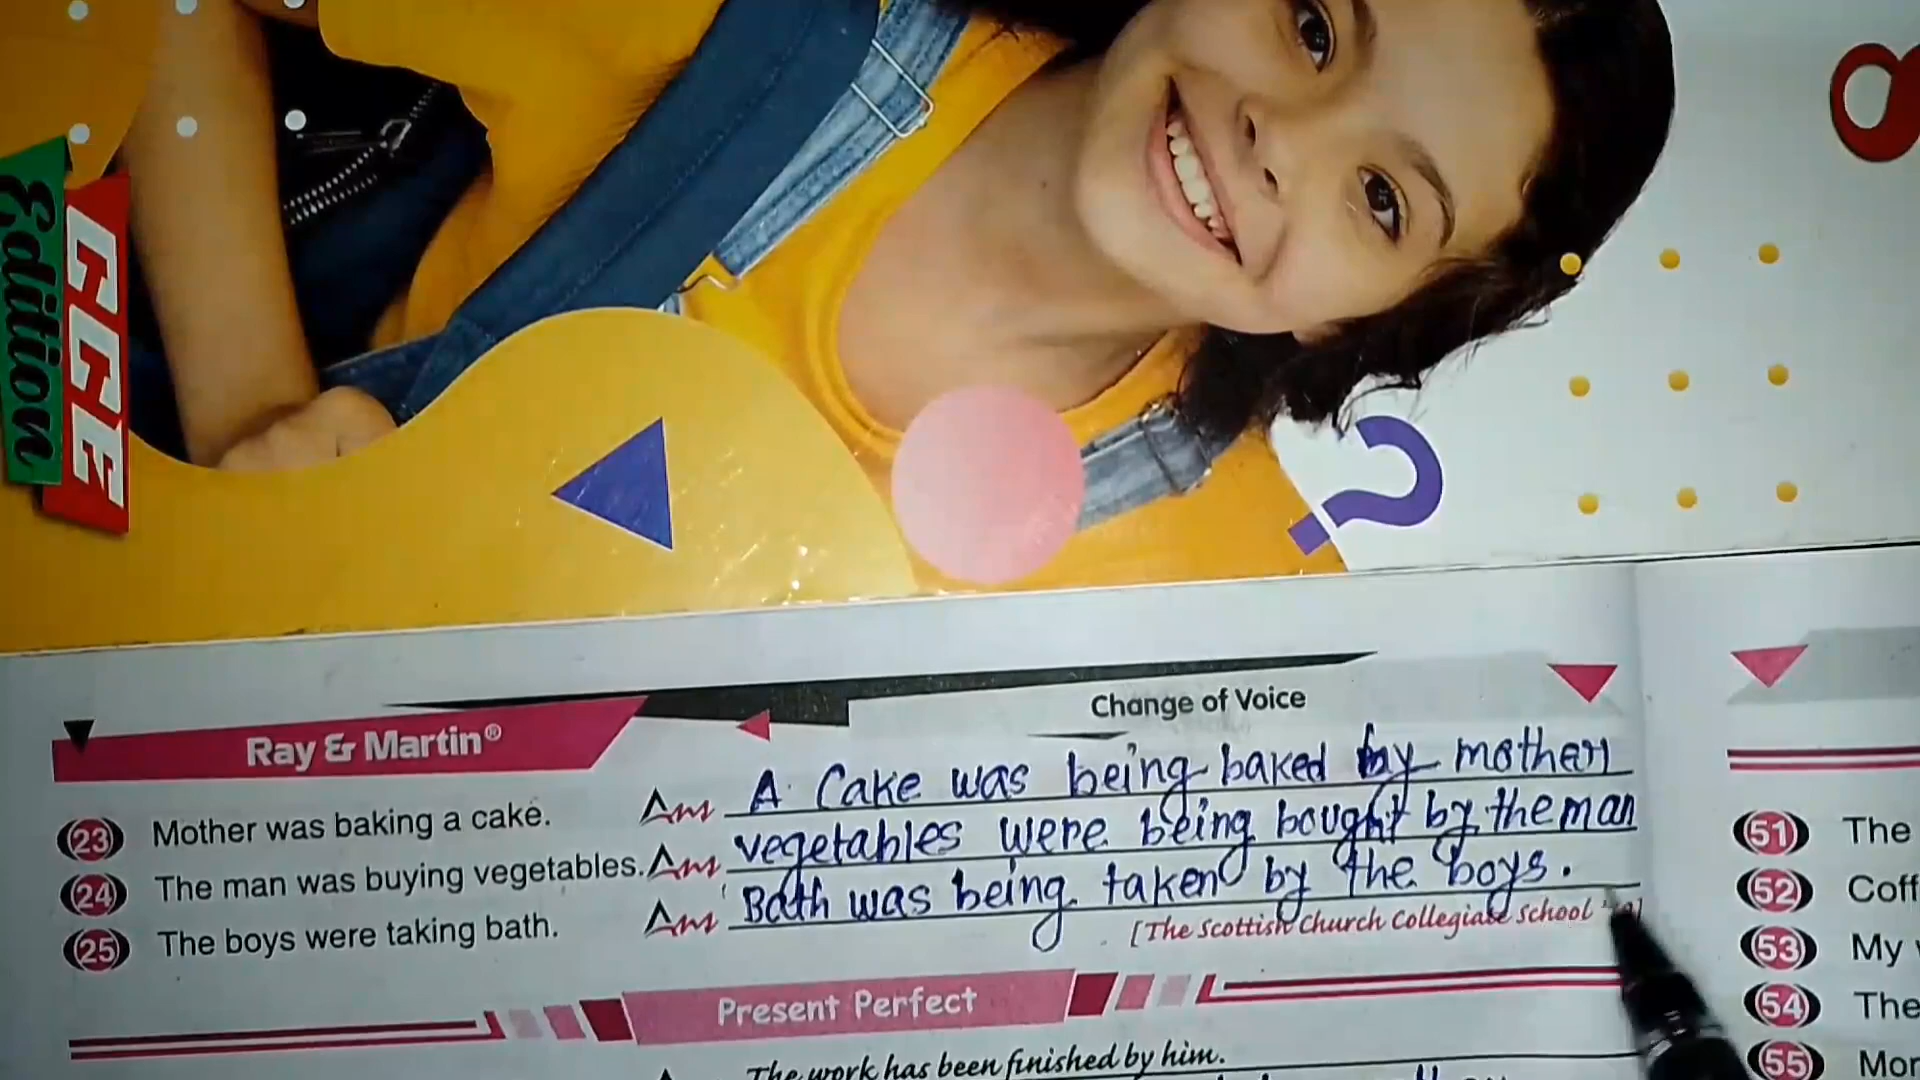 CCE
Edition
?
Change of Voice
Ray & Martin®
23 Mother was baking a cake. Ans A Cake was being baked by mother
24 The man was buying vegetables. Ans vegetables were being bought by the man
25 The boys were taking bath. Ans Bath was being taken by the boys.
[The Scottish Church Collegiate School
Present Perfect
The work has been finished by him.
51 The
52 Coff
53 My
54 The
55 Mor